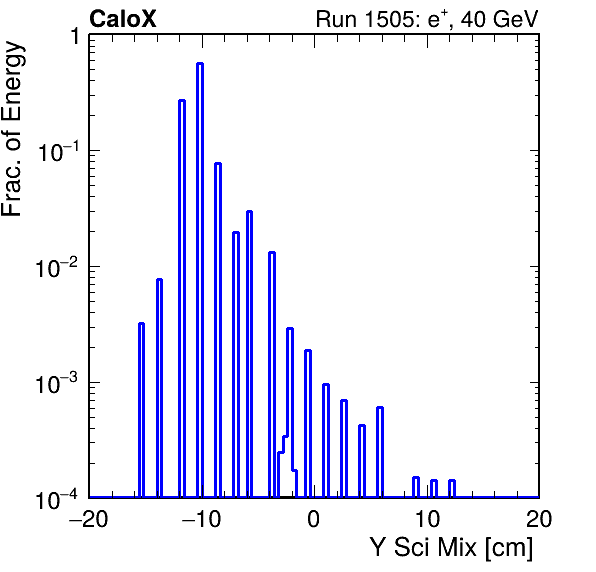 CaloX Run 1505: e⁺, 40 GeV
Frac. of Energy
1
10⁻¹
10⁻²
10⁻³
10⁻⁴
−20 −10 0 10 20
Y Sci Mix [cm]